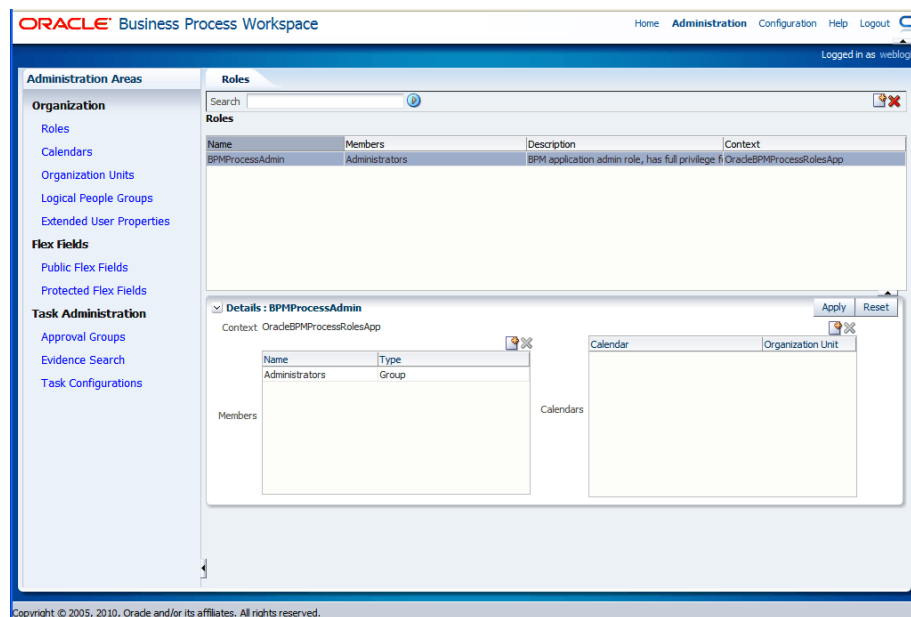 ORACLE Business Process Workspace
Home Administration Configuration Help Logout
Logged in as weblog
Administration Areas
Organization
Roles
Calendars
Organization Units
Logical People Groups
Extended User Properties
Flex Fields
Public Flex Fields
Protected Flex Fields
Task Administration
Approval Groups
Evidence Search
Task Configurations
Roles
Search
Roles
Name Members Description Context
BPMProcessAdmin Administrators BPM application admin role, has full privilege f OracleBPMProcessRolesApp
Details : BPMProcessAdmin
Apply Reset
Context OracleBPMProcessRolesApp
Members
Name Type
Administrators Group
Calendars
Calendar Organization Unit
Copyright © 2005, 2010, Oracle and/or its affiliates. All rights reserved.